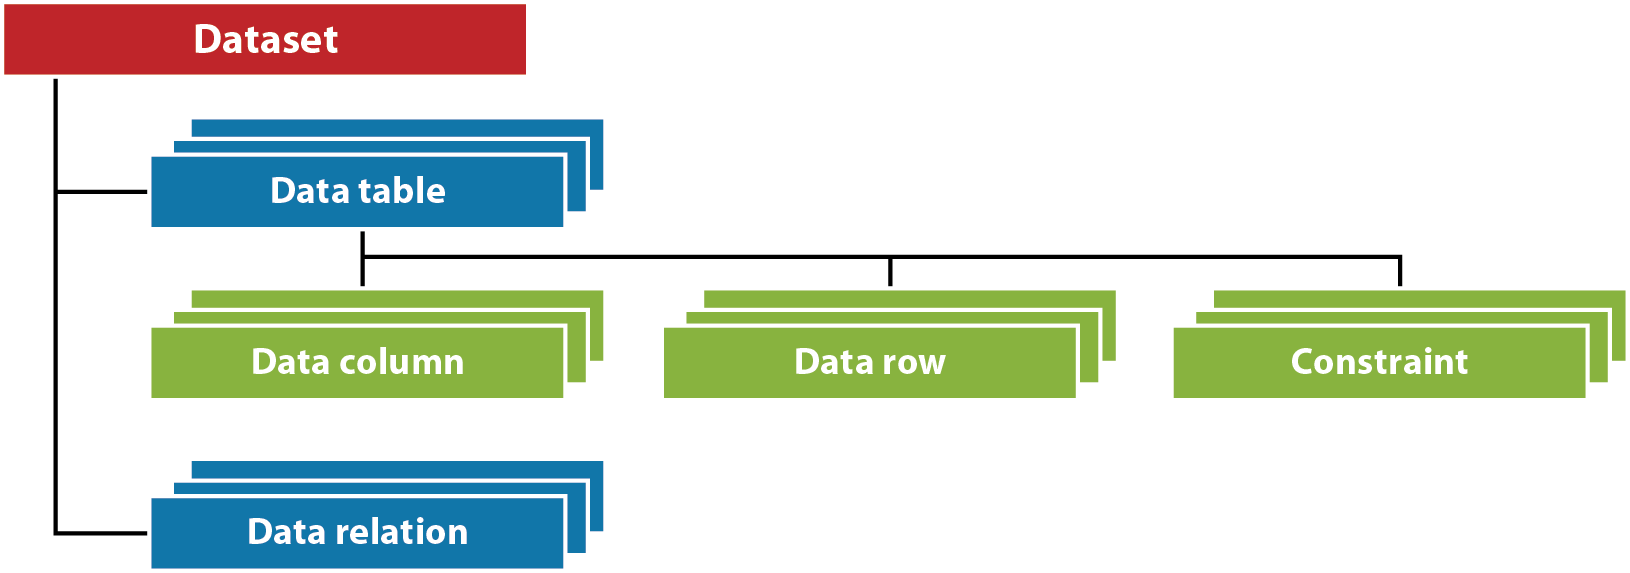 Dataset
Data table
Data column
Data row
Constraint
Data relation